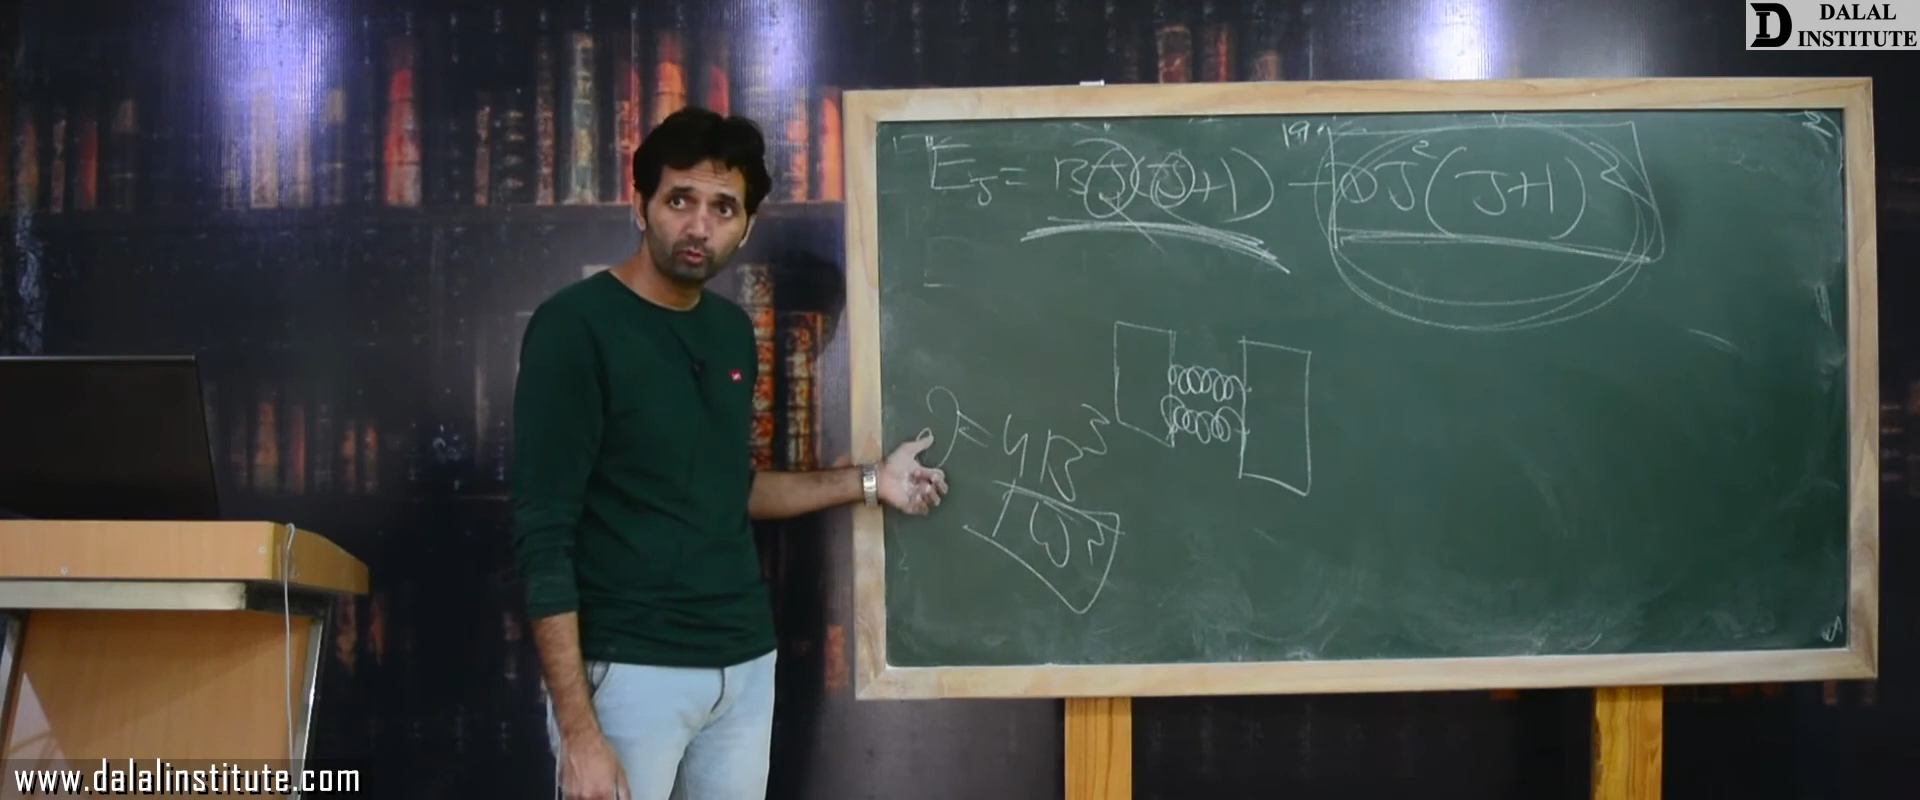 DALAL
INSTITUTE
E_J = BJ(J+1) - DJ²(J+1)²
D = 4B³
ω²
www.dalalinstitute.com